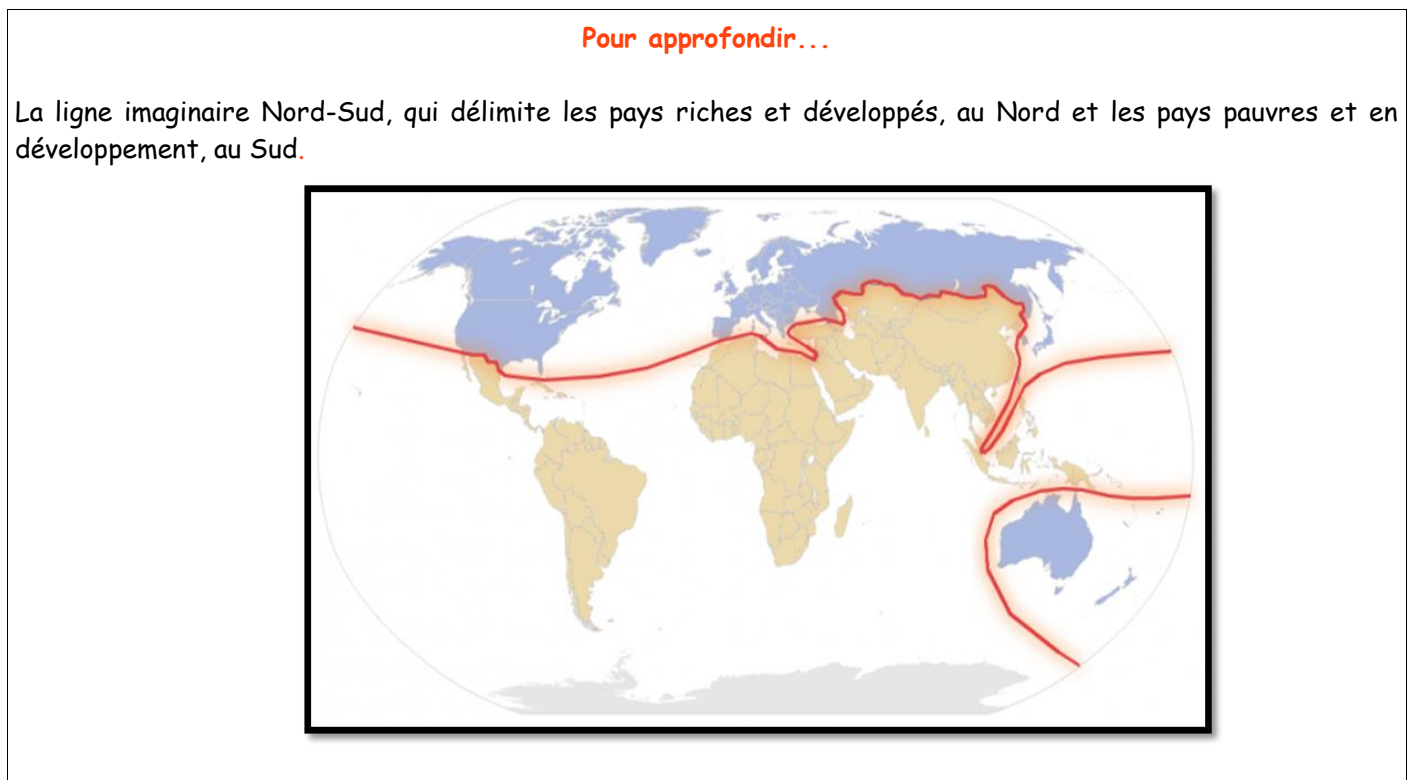 Pour approfondir...
La ligne imaginaire Nord-Sud, qui délimite les pays riches et développés, au Nord et les pays pauvres et en
développement, au Sud.